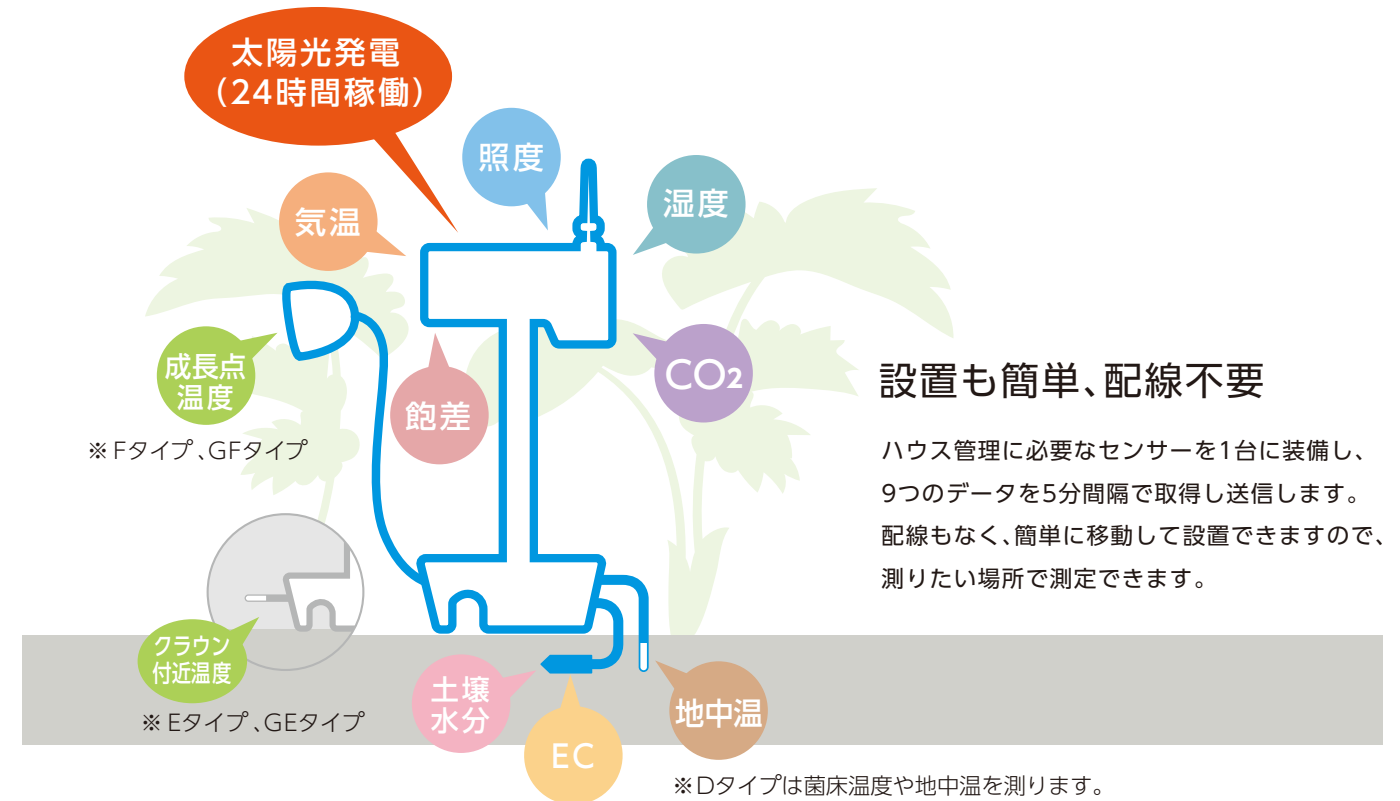 太陽光発電
（24時間稼働）
照度
湿度
気温
成長点
温度
※Fタイプ、GFタイプ
飽差
CO2
設置も簡単、配線不要
ハウス管理に必要なセンサーを1台に装備し、
9つのデータを5分間隔で取得し送信します。
配線もなく、簡単に移動して設置できますので、
測りたい場所で測定できます。
クラウン
付近温度
※Eタイプ、GEタイプ
土壌
水分
EC
地中温
※Dタイプは菌床温度や地中温を測ります。